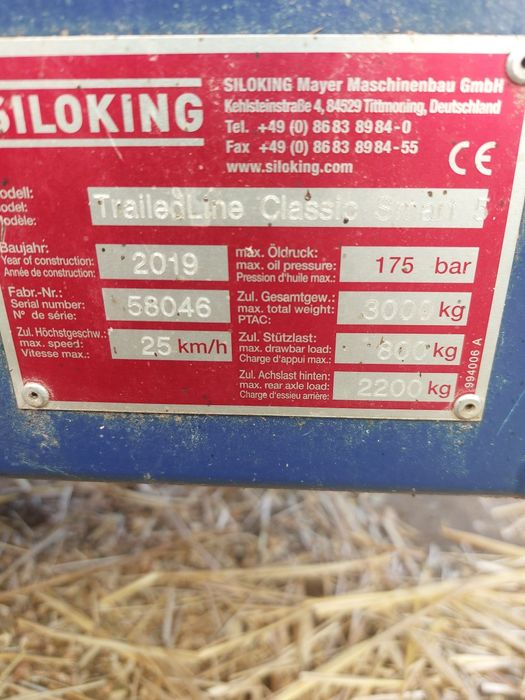 SILOKING
SILOKING Mayer Maschinenbau GmbH
Kehlsteinstraße 4, 84529 Tittmoning, Deutschland
Tel. +49 (0) 86 83 89 84-0
Fax +49 (0) 86 83 89 84-55
www.siloking.com
CE
odell:
odel:
odèle:
TrailedLine Classic Smart 5
Baujahr:
Year of construction:
Année de construction:
2019
max. Öldruck:
max. oil pressure:
Pression d'huile max.:
175 bar
Fabr.-Nr.:
Serial number:
N° de série:
58046
Zul. Gesamtgew.:
max. total weight:
PTAC:
3000 kg
Zul. Höchstgeschw.:
max. speed:
Vitesse max.:
25 km/h
Zul. Stützlast:
max. drawbar load:
Charge d'appui max.:
800 kg
Zul. Achslast hinten:
max. rear axle load:
Charge d'essieu arrière:
2200 kg
994006 A